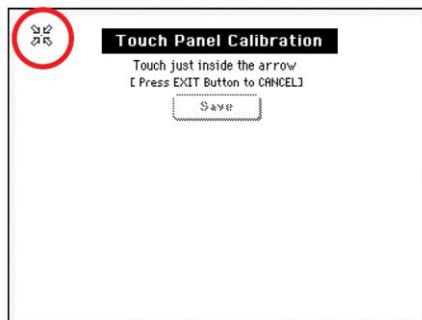 Touch Panel Calibration
Touch just inside the arrow
[ Press EXIT Button to CANCEL]
Save